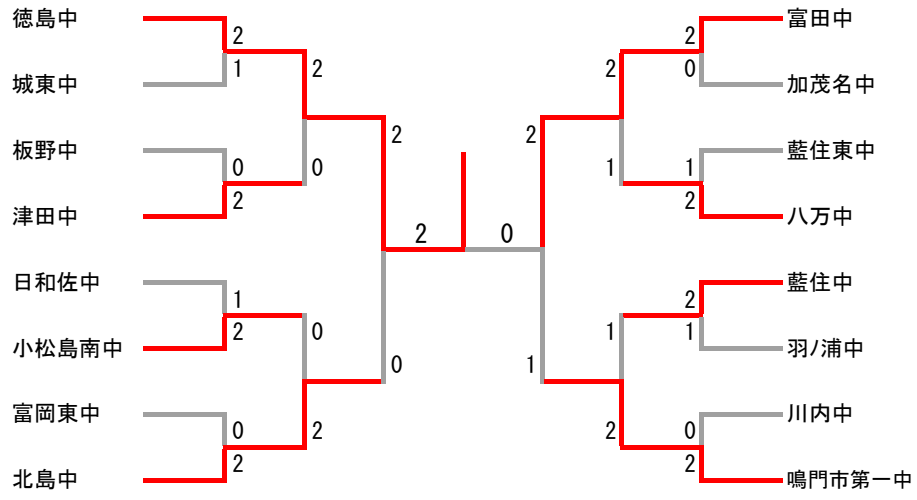 徳島中
富田中
2
2
1
2
2
0
城東中
加茂名中
板野中
2
2
藍住東中
0
0
1
1
津田中
2
2
八万中
2
0
日和佐中
藍住中
1
2
小松島南中
2
0
1
1
羽ノ浦中
0
1
富岡東中
川内中
0
2
2
0
北島中
2
2
鳴門市第一中